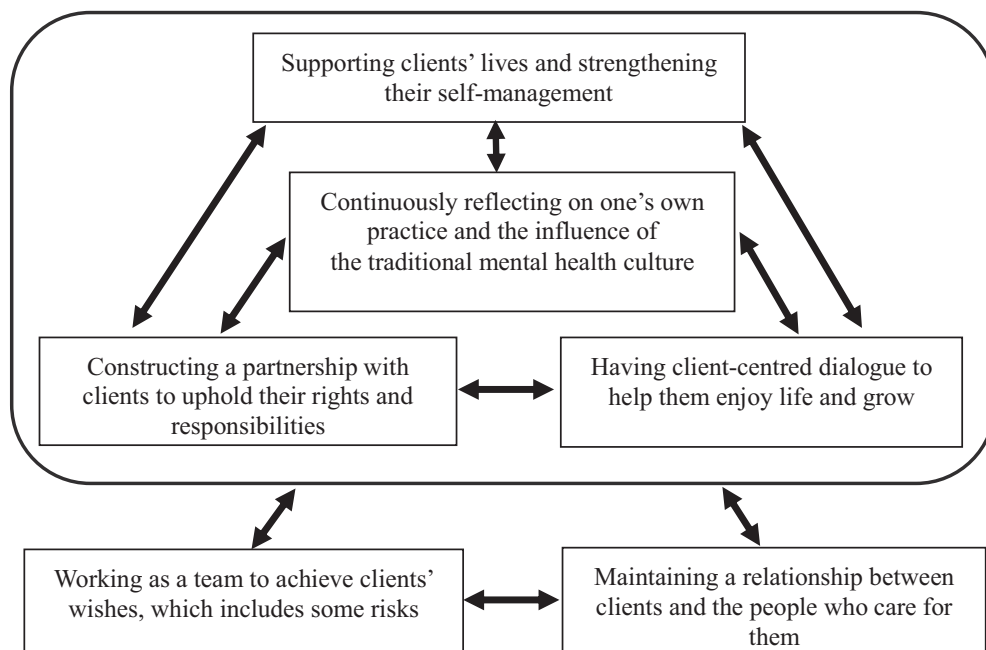 Supporting clients’ lives and strengthening
their self-management
Continuously reflecting on one’s own
practice and the influence of
the traditional mental health culture
Constructing a partnership with
clients to uphold their rights and
responsibilities
Having client-centred dialogue to
help them enjoy life and grow
Working as a team to achieve clients’
wishes, which includes some risks
Maintaining a relationship between
clients and the people who care for
them